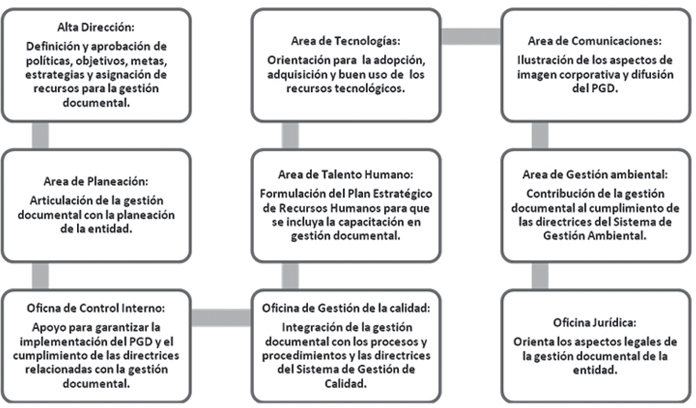 Alta Dirección:
Definición y aprobación de
políticas, objetivos, metas,
estrategias y asignación de
recursos para la gestión
documental.
Area de Planeación:
Articulación de la gestión
documental con la planeación
de la entidad.
Oficna de Control Interno:
Apoyo para garantizar la
implementación del PGD y el
cumplimiento de las directrices
relacionadas con la gestión
documental.
Oficina de Gestión de la calidad:
Integración de la gestión
documental con los procesos y
procedimientos y las directrices
del Sistema de Gestión de
Calidad.
Area de Talento Humano:
Formulación del Plan Estratégico
de Recursos Humanos para que
se incluya la capacitación en
gestión documental.
Area de Tecnologías:
Orientación para la adopción,
adquisición y buen uso de los
recursos tecnológicos.
Area de Comunicaciones:
Ilustración de los aspectos de
imagen corporativa y difusión
del PGD.
Area de Gestión ambiental:
Contribución de la gestión
documental al cumplimiento de
las directrices del Sistema de
Gestión Ambiental.
Oficina Jurídica:
Orienta los aspectos legales de
la gestión documental de la
entidad.